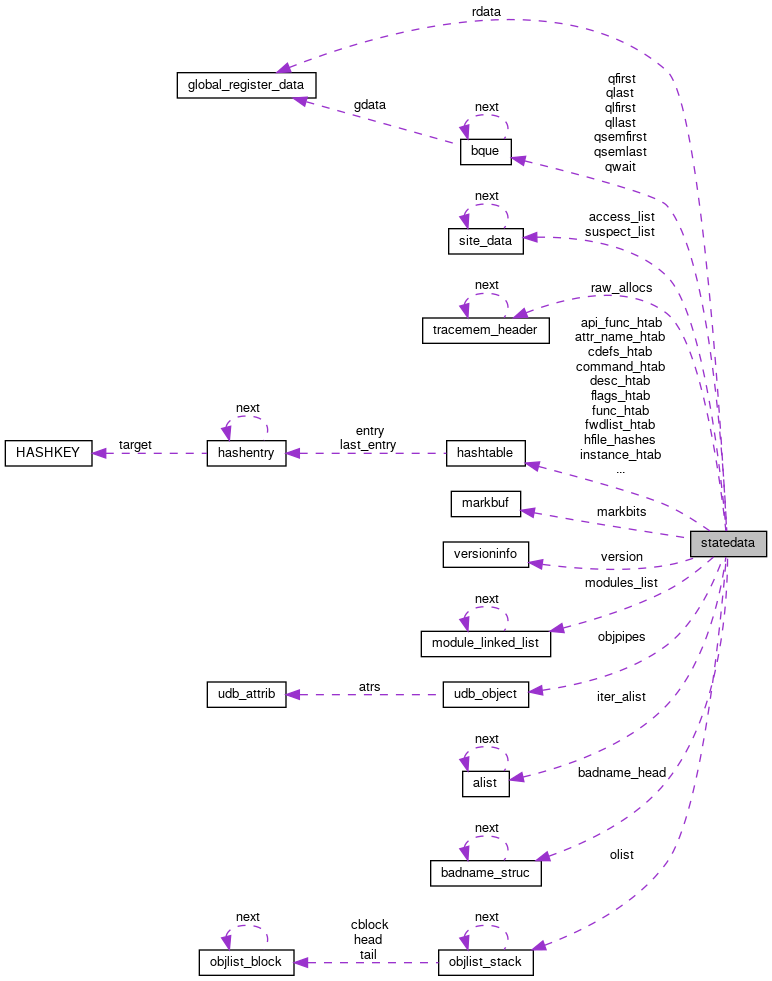 rdata
global_register_data
gdata
next
bque
qfirst
qlast
qlfirst
qllast
qsemfirst
qsemlast
qwait
next
site_data
access_list
suspect_list
next
tracemem_header
raw_allocs
api_func_htab
attr_name_htab
cdefs_htab
command_htab
desc_htab
flags_htab
func_htab
fwdlist_htab
hfile_hashes
instance_htab
...
HASHKEY
target
next
hashentry
entry
last_entry
hashtable
markbuf
markbits
statedata
versioninfo
version
modules_list
next
module_linked_list
objpipes
udb_attrib
atrs
udb_object
iter_alist
next
alist
badname_head
next
badname_struc
olist
next
objlist_block
cblock
head
tail
next
objlist_stack